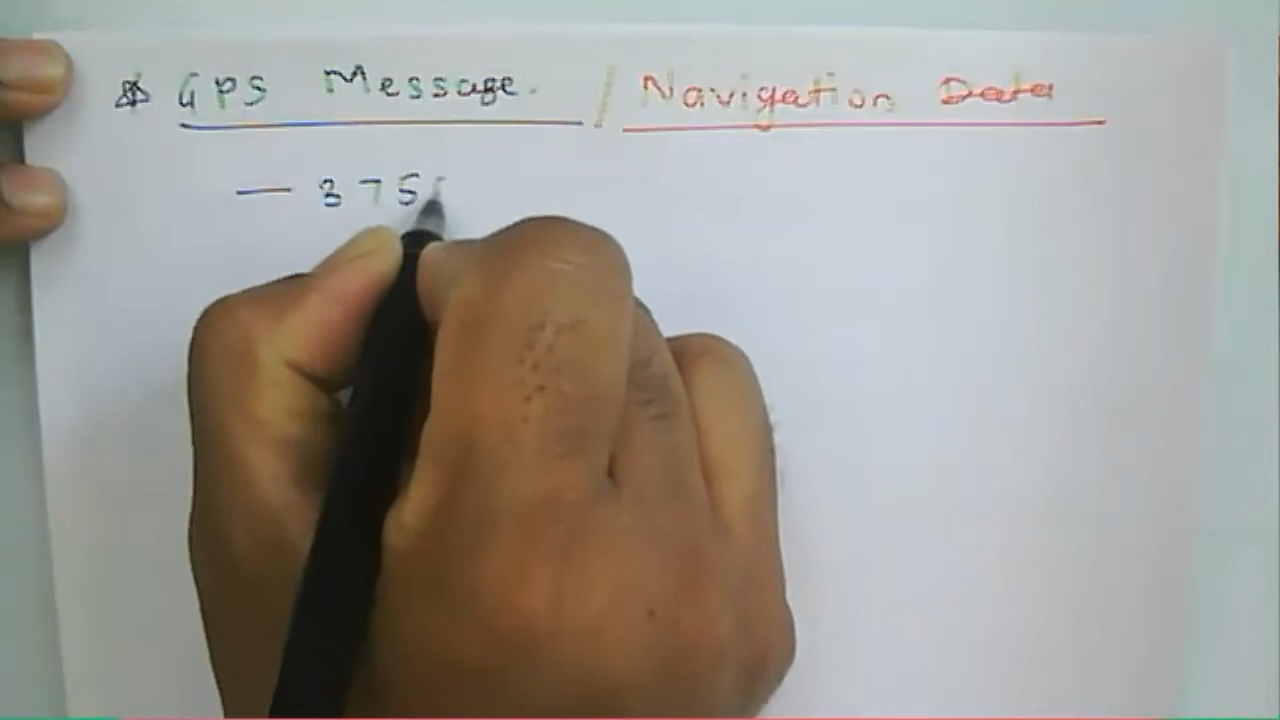 * GPS Message. / Navigation Data
— 375